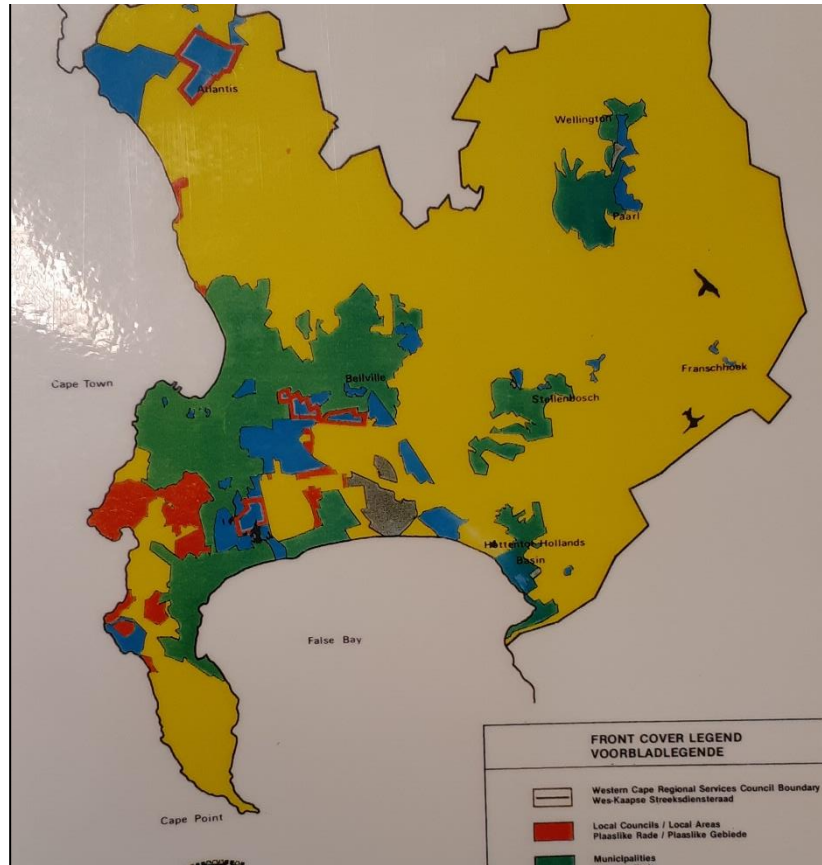 Atlantis
Wellington
Paarl
Cape Town
Bellville
Franschhoek
Stellenbosch
Hottentot Hollands
Basin
False Bay
Cape Point
FRONT COVER LEGEND
VOORBLADLEGENDE
Western Cape Regional Services Council Boundary
Wes-Kaapse Streeksdiensteraad
Local Councils / Local Areas
Plaaslike Rade / Plaaslike Gebiede
Municipalities